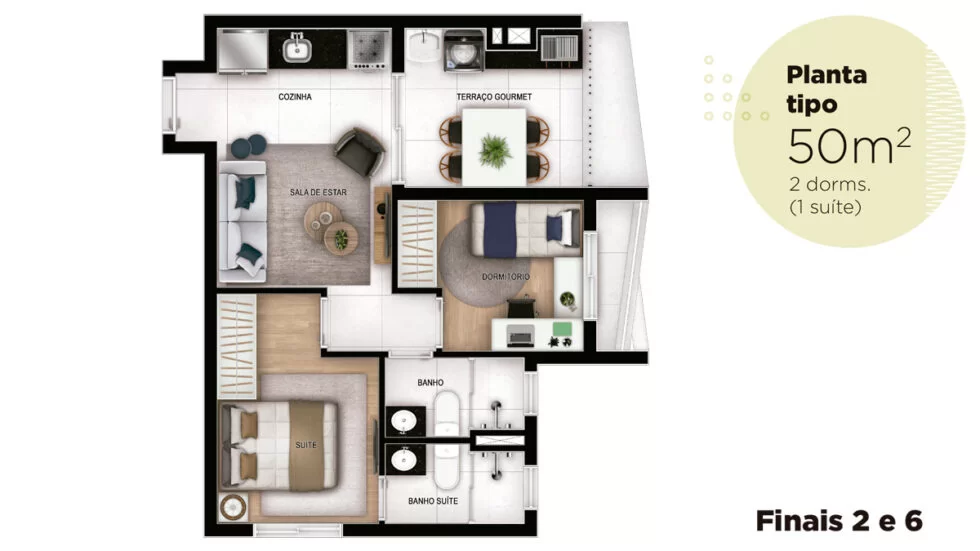 COZINHA
TERRAÇO GOURMET
SALA DE ESTAR
DORMITÓRIO
BANHO
SUÍTE
BANHO SUÍTE
Planta
tipo
50m²
2 dorms.
(1 suíte)
Finais 2 e 6